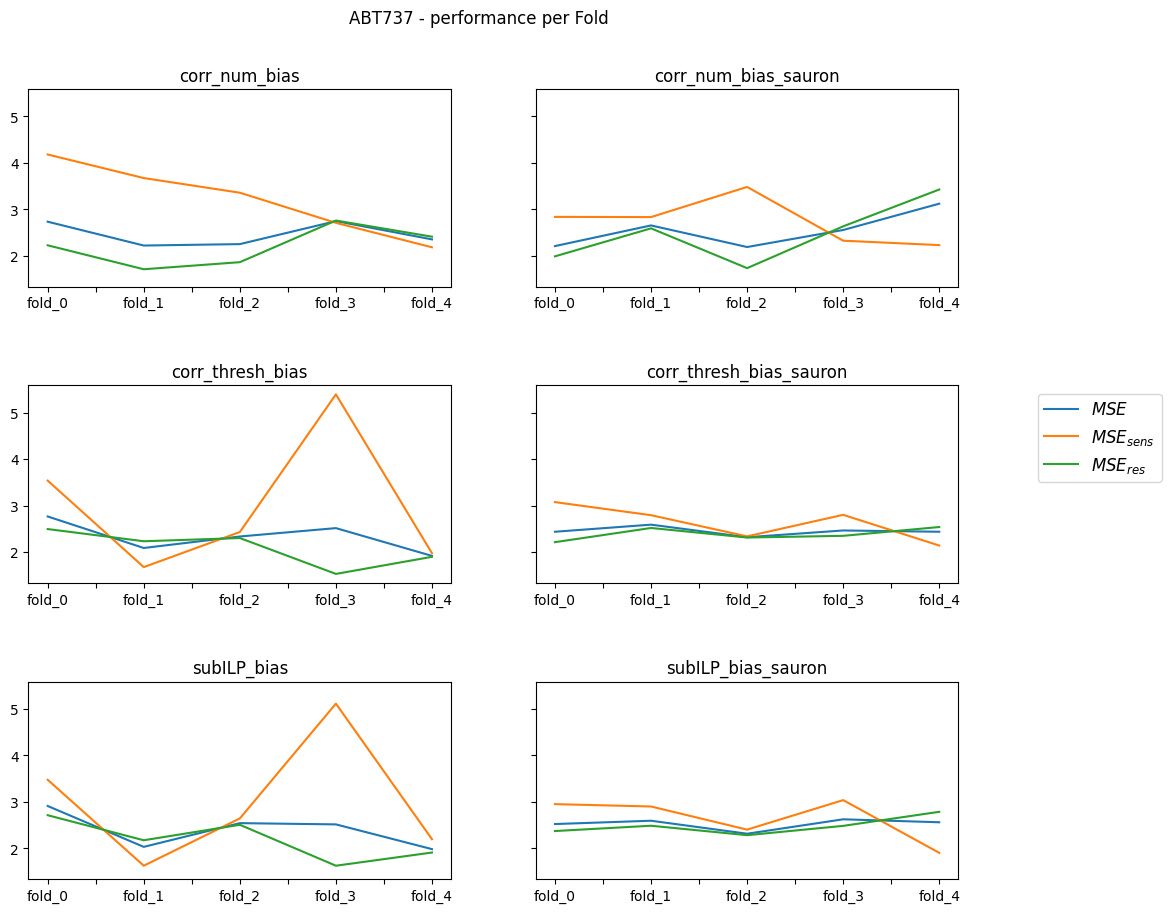 ABT737 - performance per Fold
corr_num_bias
corr_num_bias_sauron
5
4
3
2
fold_0 fold_1 fold_2 fold_3 fold_4
fold_0 fold_1 fold_2 fold_3 fold_4
corr_thresh_bias
corr_thresh_bias_sauron
5
4
3
2
fold_0 fold_1 fold_2 fold_3 fold_4
fold_0 fold_1 fold_2 fold_3 fold_4
MSE
MSE_sens
MSE_res
subILP_bias
subILP_bias_sauron
5
4
3
2
fold_0 fold_1 fold_2 fold_3 fold_4
fold_0 fold_1 fold_2 fold_3 fold_4